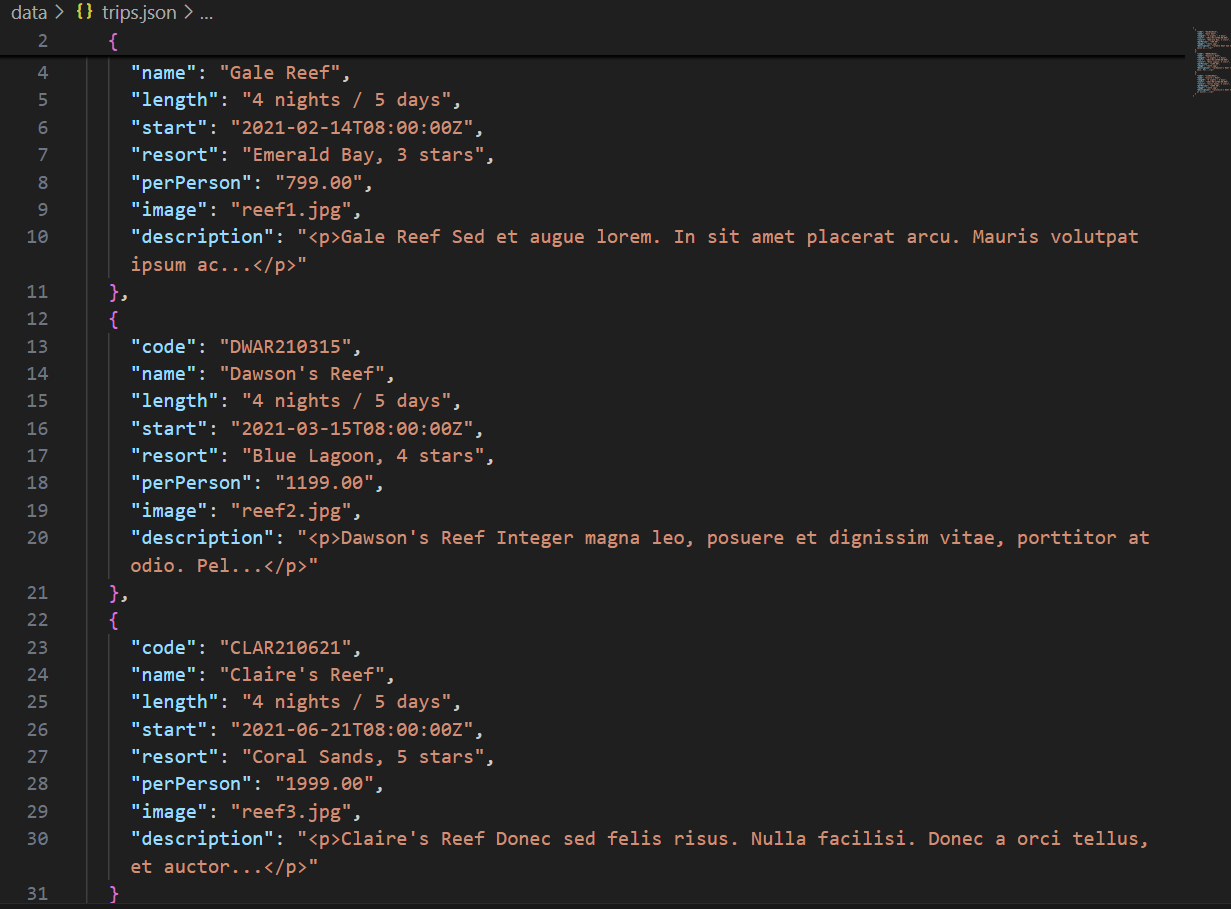 data > {} trips.json > ...
2 {
4 "name": "Gale Reef",
5 "length": "4 nights / 5 days",
6 "start": "2021-02-14T08:00:00Z",
7 "resort": "Emerald Bay, 3 stars",
8 "perPerson": "799.00",
9 "image": "reef1.jpg",
10 "description": "<p>Gale Reef Sed et augue lorem. In sit amet placerat arcu. Mauris volutpat
ipsum ac...</p>"
11 },
12 {
13 "code": "DWAR210315",
14 "name": "Dawson's Reef",
15 "length": "4 nights / 5 days",
16 "start": "2021-03-15T08:00:00Z",
17 "resort": "Blue Lagoon, 4 stars",
18 "perPerson": "1199.00",
19 "image": "reef2.jpg",
20 "description": "<p>Dawson's Reef Integer magna leo, posuere et dignissim vitae, porttitor at
odio. Pel...</p>"
21 },
22 {
23 "code": "CLAR210621",
24 "name": "Claire's Reef",
25 "length": "4 nights / 5 days",
26 "start": "2021-06-21T08:00:00Z",
27 "resort": "Coral Sands, 5 stars",
28 "perPerson": "1999.00",
29 "image": "reef3.jpg",
30 "description": "<p>Claire's Reef Donec sed felis risus. Nulla facilisi. Donec a orci tellus,
et auctor...</p>"
31 }